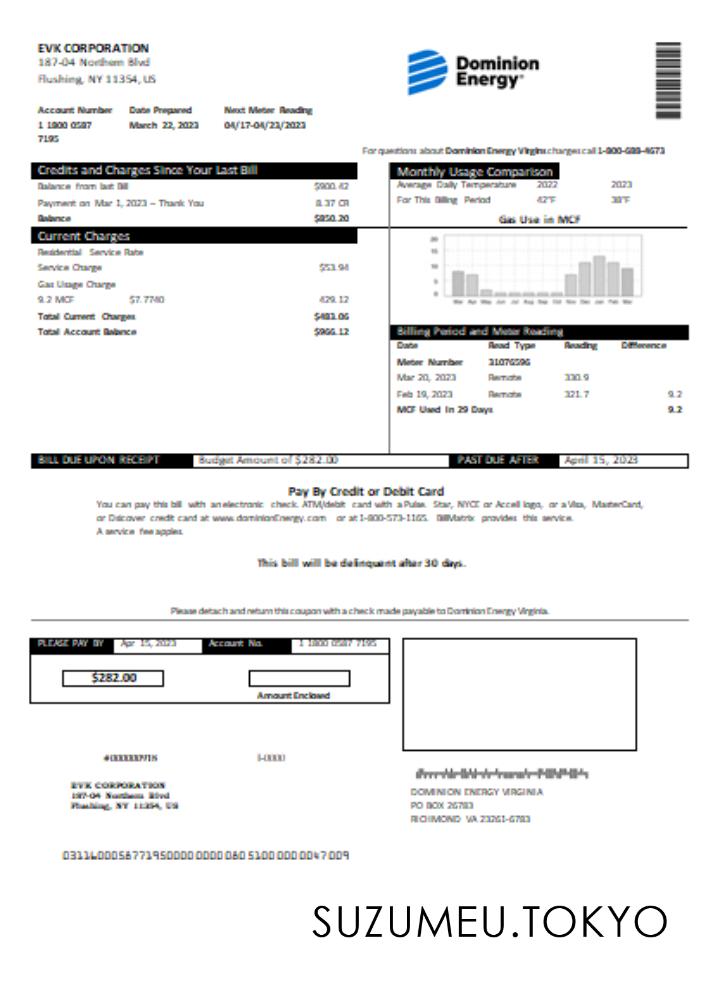 EVK CORPORATION
187-04 Northern Blvd
Flushing, NY 11354, US
Dominion Energy
Account Number Date Prepared Next Meter Reading
1 1800 0587 7195 March 22, 2023 04/17-04/23/2023
For questions about Dominion Energy Virgins charges call 1-800-688-4673
Credits and Charges Since Your Last Bill
Balance from last Bill $900.42
Payment on Mar 1, 2023 – Thank You 8.37 CR
Balance $850.20
Current Charges
Residential Service Rate
Service Charge $53.94
Gas Usage Charge
9.2 MCF $7.7740 429.12
Total Current Charges $483.06
Total Account Balance $966.12
Monthly Usage Comparison
Average Daily Temperature 2022 2023
For This Billing Period 42°F 38°F
Gas Use in MCF
20
15
10
5
0
Mar Apr May Jun Jul Aug Sep Oct Nov Dec Jan Feb Mar
Billing Period and Meter Reading
Date Read Type Reading Difference
Meter Number 31076596
Mar 20, 2023 Remote 330.9
Feb 19, 2023 Remote 321.7 9.2
MCF Used In 29 Days 9.2
BILL DUE UPON RECEIPT Budget Amount of $282.00 PAST DUE AFTER April 15, 2023
Pay By Credit or Debit Card
You can pay this bill with an electronic check. ATM/debit card with a Pulse. Star, NYCE or Accell logo, or a Visa, MasterCard,
or Discover credit card at www.dominionEnergy.com or at 1-800-573-1165. BillMatrix provides this service.
A service fee apples.
This bill will be delinquent after 30 days.
Please detach and return this coupon with a check made payable to Dominion Energy Virginia.
PLEASE PAY BY Apr 15, 2023 Account No. 1 1800 0587 7195
$282.00
Amount Enclosed
EVK CORPORATION
187-04 Northern Blvd
Flushing, NY 11354, US
DOMINION ENERGY VIRGINIA
PO BOX 26783
RICHMOND VA 23261-6783
SUZUMEU.TOKYO